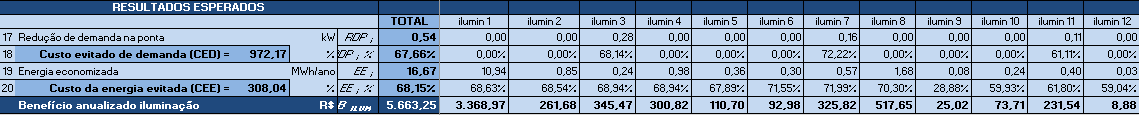 RESULTADOS ESPERADOS
TOTAL ilumin 1 ilumin 2 ilumin 3 ilumin 4 ilumin 5 ilumin 6 ilumin 7 ilumin 8 ilumin 9 ilumin 10 ilumin 11 ilumin 12
17 Redução de demanda na ponta kW RDP ; 0,54 0,00 0,00 0,28 0,00 0,00 0,00 0,16 0,00 0,00 0,00 0,11 0,00
18 Custo evitado de demanda (CED) = 972,17 % DP ; % 67,66% 0,00% 0,00% 68,14% 0,00% 0,00% 0,00% 72,22% 0,00% 0,00% 0,00% 61,11% 0,00%
19 Energia economizada MWh/ano EE ; 16,67 10,94 0,85 0,24 0,98 0,36 0,30 0,57 1,68 0,08 0,24 0,40 0,03
20 Custo da energia evitada (CEE) = 308,04 % EE ; % 68,15% 68,63% 68,54% 68,94% 68,94% 67,89% 71,55% 71,99% 70,30% 28,88% 59,93% 61,80% 59,04%
Benefício anualizado iluminação R$ B ILUM 5.663,25 3.368,97 261,68 345,47 300,82 110,70 92,98 325,82 517,65 25,02 73,71 231,54 8,88